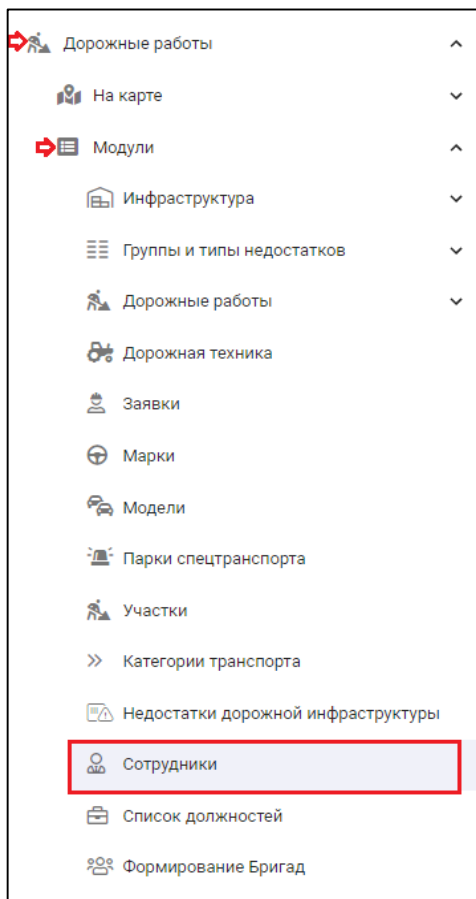 Дорожные работы
На карте
Модули
Инфраструктура
Группы и типы недостатков
Дорожные работы
Дорожная техника
Заявки
Марки
Модели
Парки спецтранспорта
Участки
Категории транспорта
Недостатки дорожной инфраструктуры
Сотрудники
Список должностей
Формирование Бригад